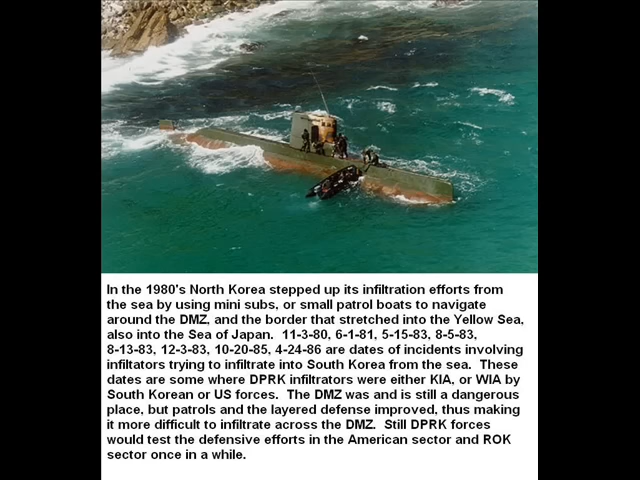 In the 1980's North Korea stepped up its infiltration efforts from
the sea by using mini subs, or small patrol boats to navigate
around the DMZ, and the border that stretched into the Yellow Sea,
also into the Sea of Japan.  11-3-80, 6-1-81, 5-15-83, 8-5-83,
8-13-83, 12-3-83, 10-20-85, 4-24-86 are dates of incidents involving
infiltators trying to infiltrate into South Korea from the sea.  These
dates are some where DPRK infiltrators were either KIA, or WIA by
South Korean or US forces.  The DMZ was and is still a dangerous
place, but patrols and the layered defense improved, thus making
it more difficult to infiltrate across the DMZ.  Still DPRK forces
would test the defensive efforts in the American sector and ROK
sector once in a while.